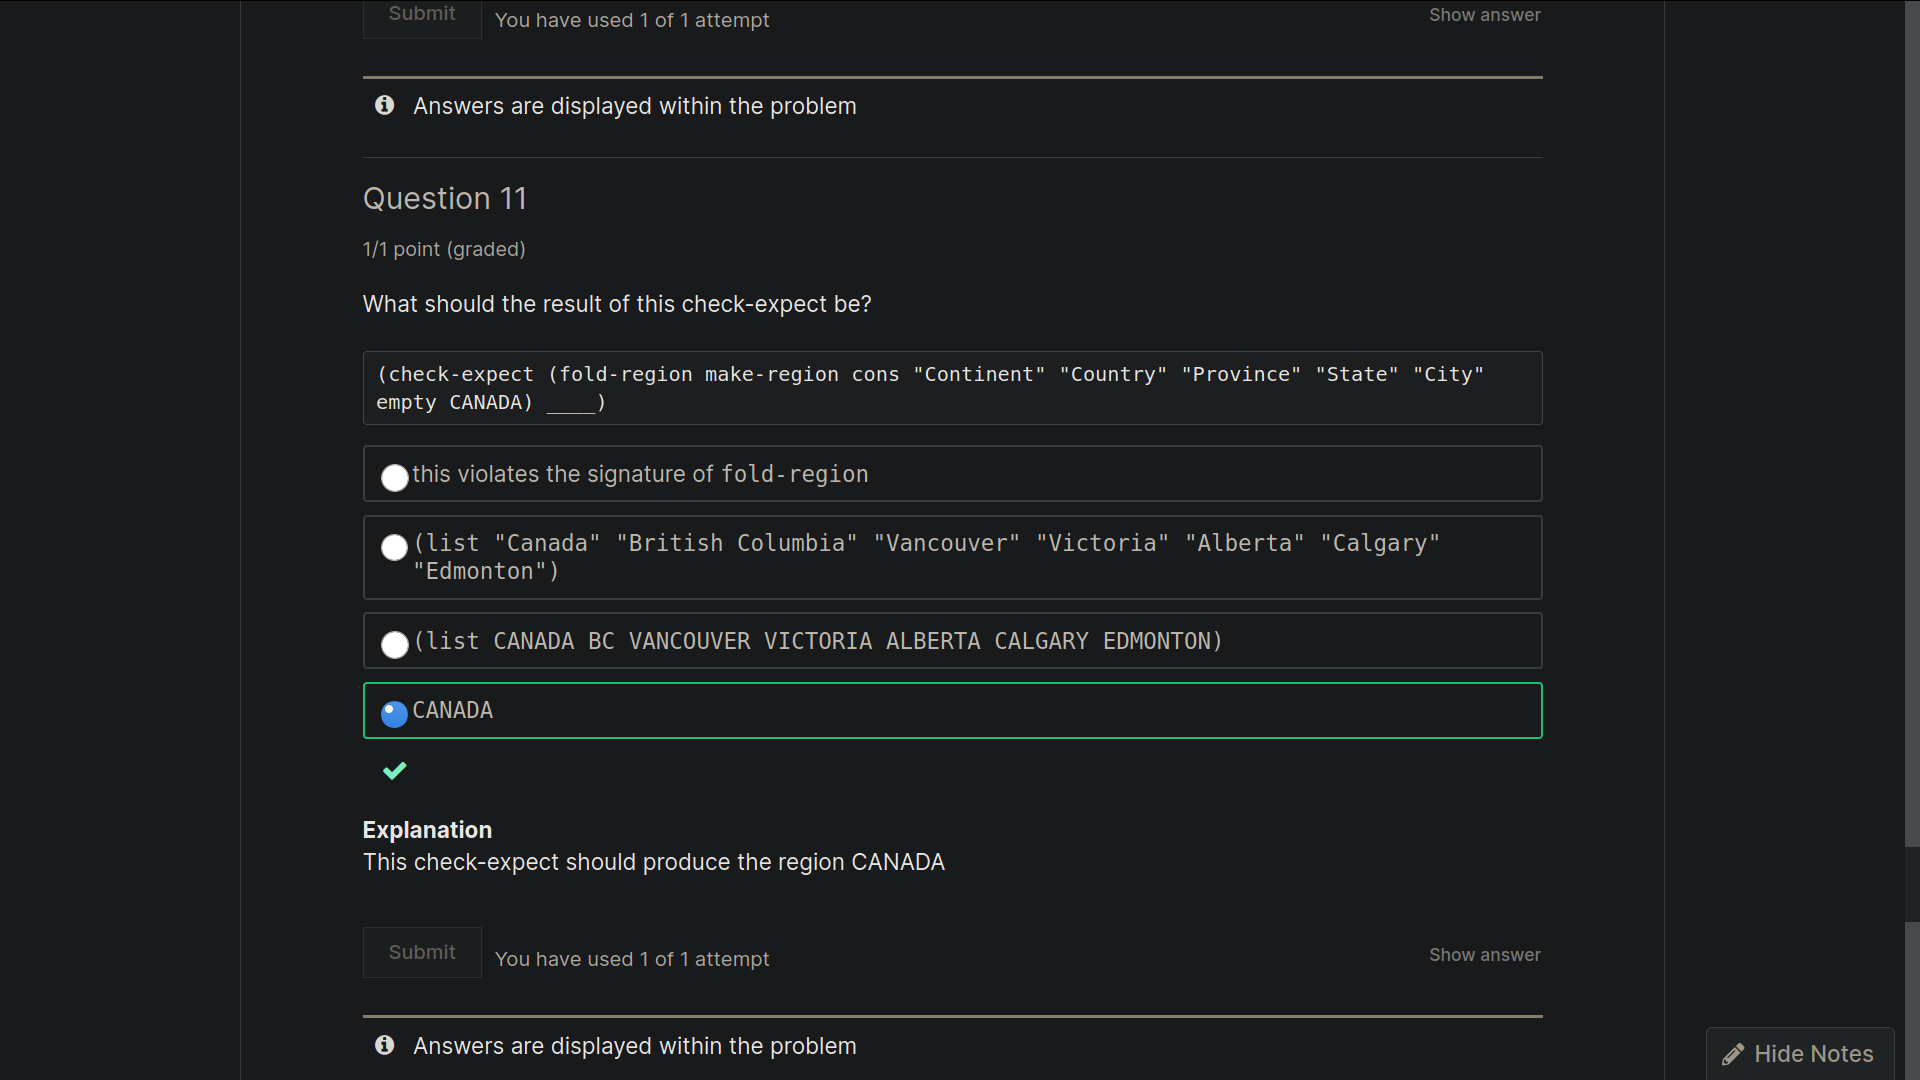 Submit
You have used 1 of 1 attempt
Show answer
Answers are displayed within the problem
Question 11
1/1 point (graded)
What should the result of this check-expect be?
(check-expect (fold-region make-region cons "Continent" "Country" "Province" "State" "City"
empty CANADA) ____)
this violates the signature of fold-region
(list "Canada" "British Columbia" "Vancouver" "Victoria" "Alberta" "Calgary"
"Edmonton")
(list CANADA BC VANCOUVER VICTORIA ALBERTA CALGARY EDMONTON)
CANADA
Explanation
This check-expect should produce the region CANADA
Submit
You have used 1 of 1 attempt
Show answer
Answers are displayed within the problem
Hide Notes